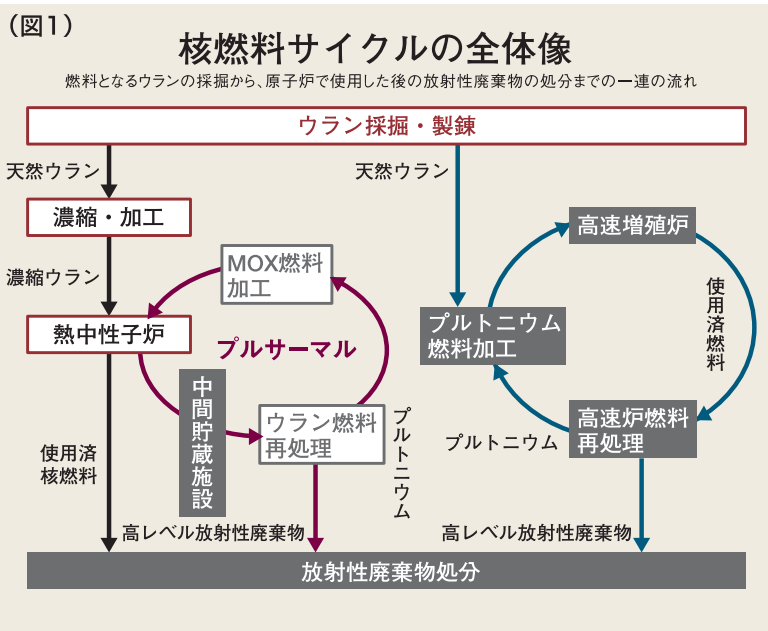 (図1)
核燃料サイクルの全体像
燃料となるウランの採掘から、原子炉で使用した後の放射性廃棄物の処分までの一連の流れ
ウラン採掘・製錬
天然ウラン
天然ウラン
濃縮・加工
高速増殖炉
濃縮ウラン
MOX燃料
加工
使用済燃料
熱中性子炉
プルサーマル
プルトニウム
燃料加工
中間貯蔵施設
ウラン燃料
再処理
プルトニウム
高速炉燃料
再処理
プルトニウム
使用済
核燃料
高レベル放射性廃棄物
高レベル放射性廃棄物
放射性廃棄物処分